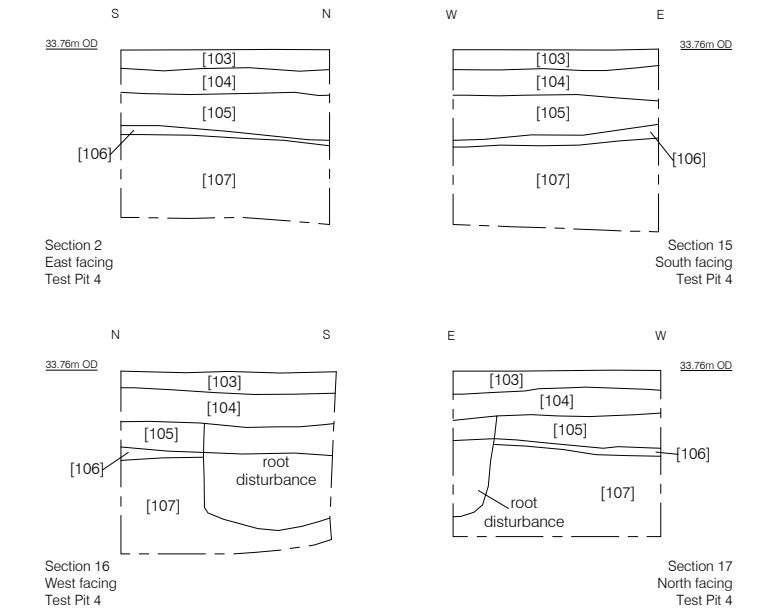 S N
33.76m OD
[103]
[104]
[105]
[106]
[107]
Section 2
East facing
Test Pit 4
W E
33.76m OD
[103]
[104]
[105]
[106]
[107]
Section 15
South facing
Test Pit 4
N S
33.76m OD
[103]
[104]
[105]
[106]
root
disturbance
[107]
Section 16
West facing
Test Pit 4
E W
33.76m OD
[103]
[104]
[105]
[106]
[107]
root
disturbance
Section 17
North facing
Test Pit 4